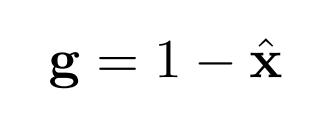 𝐠 = 1 − 𝐱̂